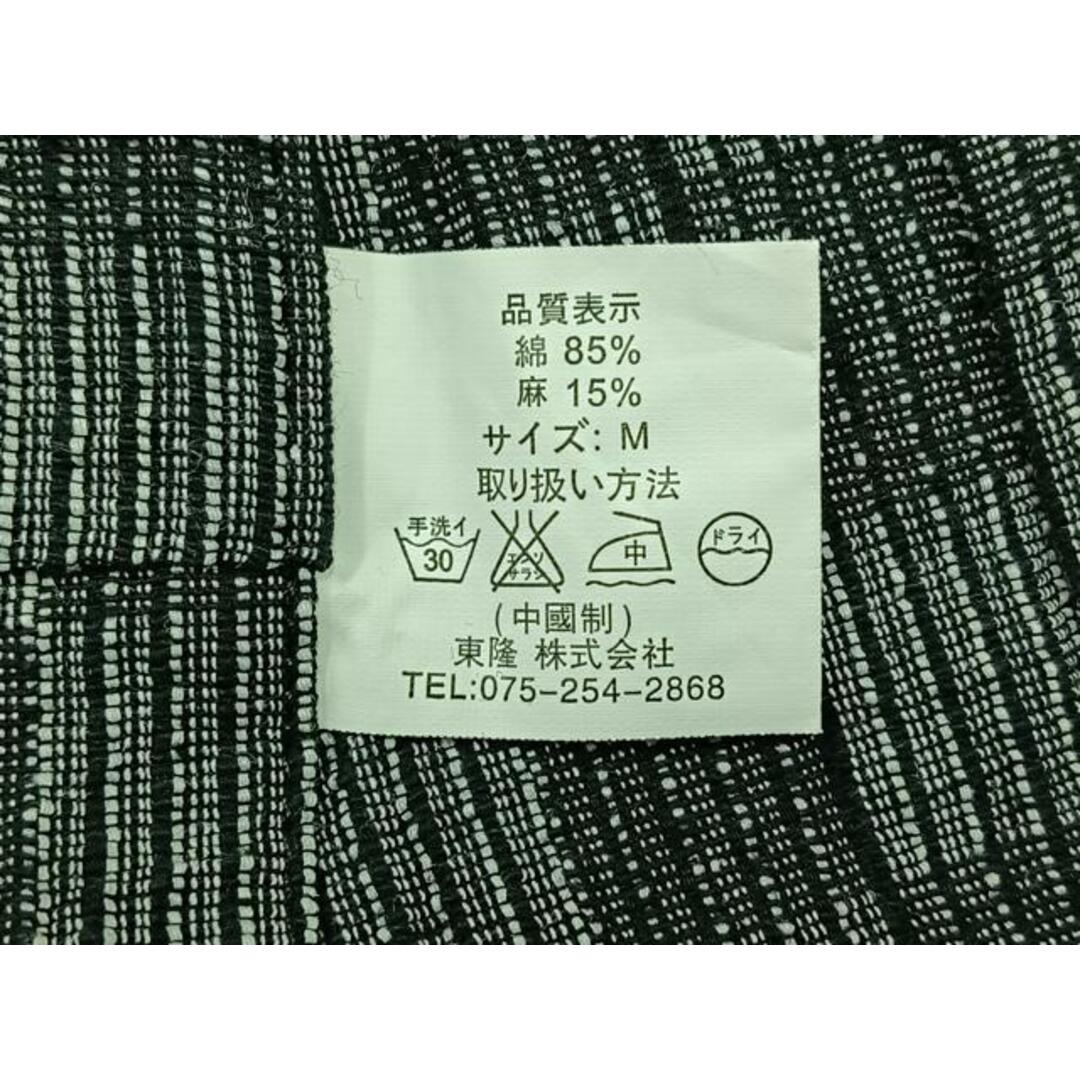 品質表示
綿 85%
麻 15%
サイズ: M
取り扱い方法
手洗イ 30 エンソ サラシ 中 ドライ
(中國制)
東隆 株式会社
TEL:075-254-2868